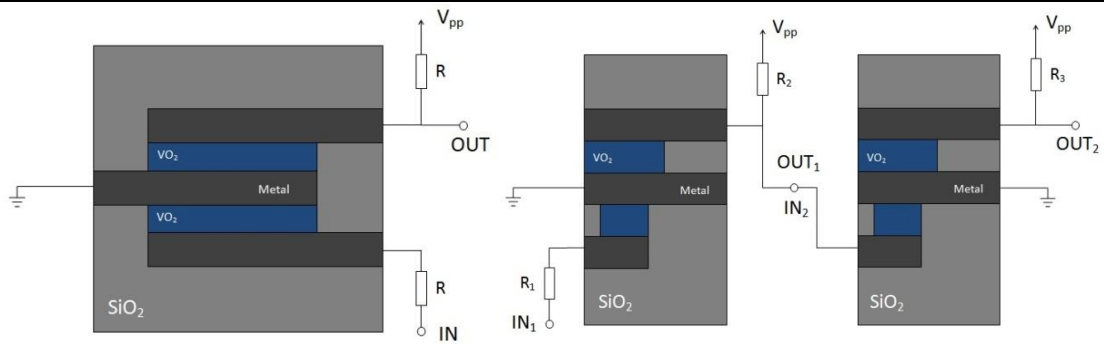 V_pp
R
OUT
VO₂
Metal
VO₂
R
SiO₂
IN
V_pp
R₂
VO₂
OUT₁
Metal
IN₂
R₁
SiO₂
IN₁
V_pp
R₃
OUT₂
VO₂
Metal
SiO₂